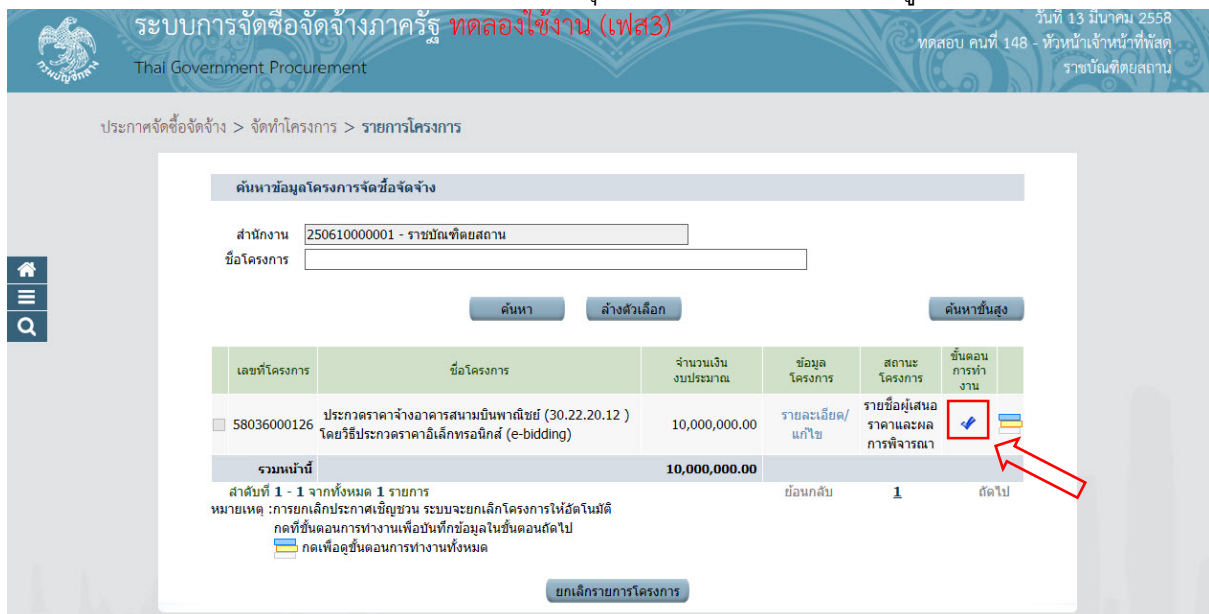 ระบบการจัดซื้อจัดจ้างภาครัฐ ทดลองใช้งาน (เฟส3)
Thai Government Procurement
กรมบัญชีกลาง
วันที่ 13 มีนาคม 2558
ทดสอบ คนที่ 148 - หัวหน้าเจ้าหน้าที่พัสดุ
ราชบัณฑิตยสถาน
ประกาศจัดซื้อจัดจ้าง > จัดทำโครงการ > รายการโครงการ
ค้นหาข้อมูลโครงการจัดซื้อจัดจ้าง
สำนักงาน 250610000001 - ราชบัณฑิตยสถาน
ชื่อโครงการ
ค้นหา ล้างตัวเลือก ค้นหาขั้นสูง
เลขที่โครงการ ชื่อโครงการ จำนวนเงิน งบประมาณ ข้อมูล โครงการ สถานะ โครงการ ขั้นตอน การทำ งาน
58036000126 ประกวดราคาจ้างอาคารสนามบินพาณิชย์ (30.22.20.12 ) โดยวิธีประกวดราคาอิเล็กทรอนิกส์ (e-bidding) 10,000,000.00 รายละเอียด/ แก้ไข รายชื่อผู้เสนอ ราคาและผล การพิจารณา
รวมหน้านี้ 10,000,000.00
ลำดับที่ 1 - 1 จากทั้งหมด 1 รายการ ย้อนกลับ 1 ถัดไป
หมายเหตุ :การยกเลิกประกาศเชิญชวน ระบบจะยกเลิกโครงการให้อัตโนมัติ
กดที่ขั้นตอนการทำงานเพื่อบันทึกข้อมูลในขั้นตอนถัดไป
กดเพื่อดูขั้นตอนการทำงานทั้งหมด
ยกเลิกรายการโครงการ